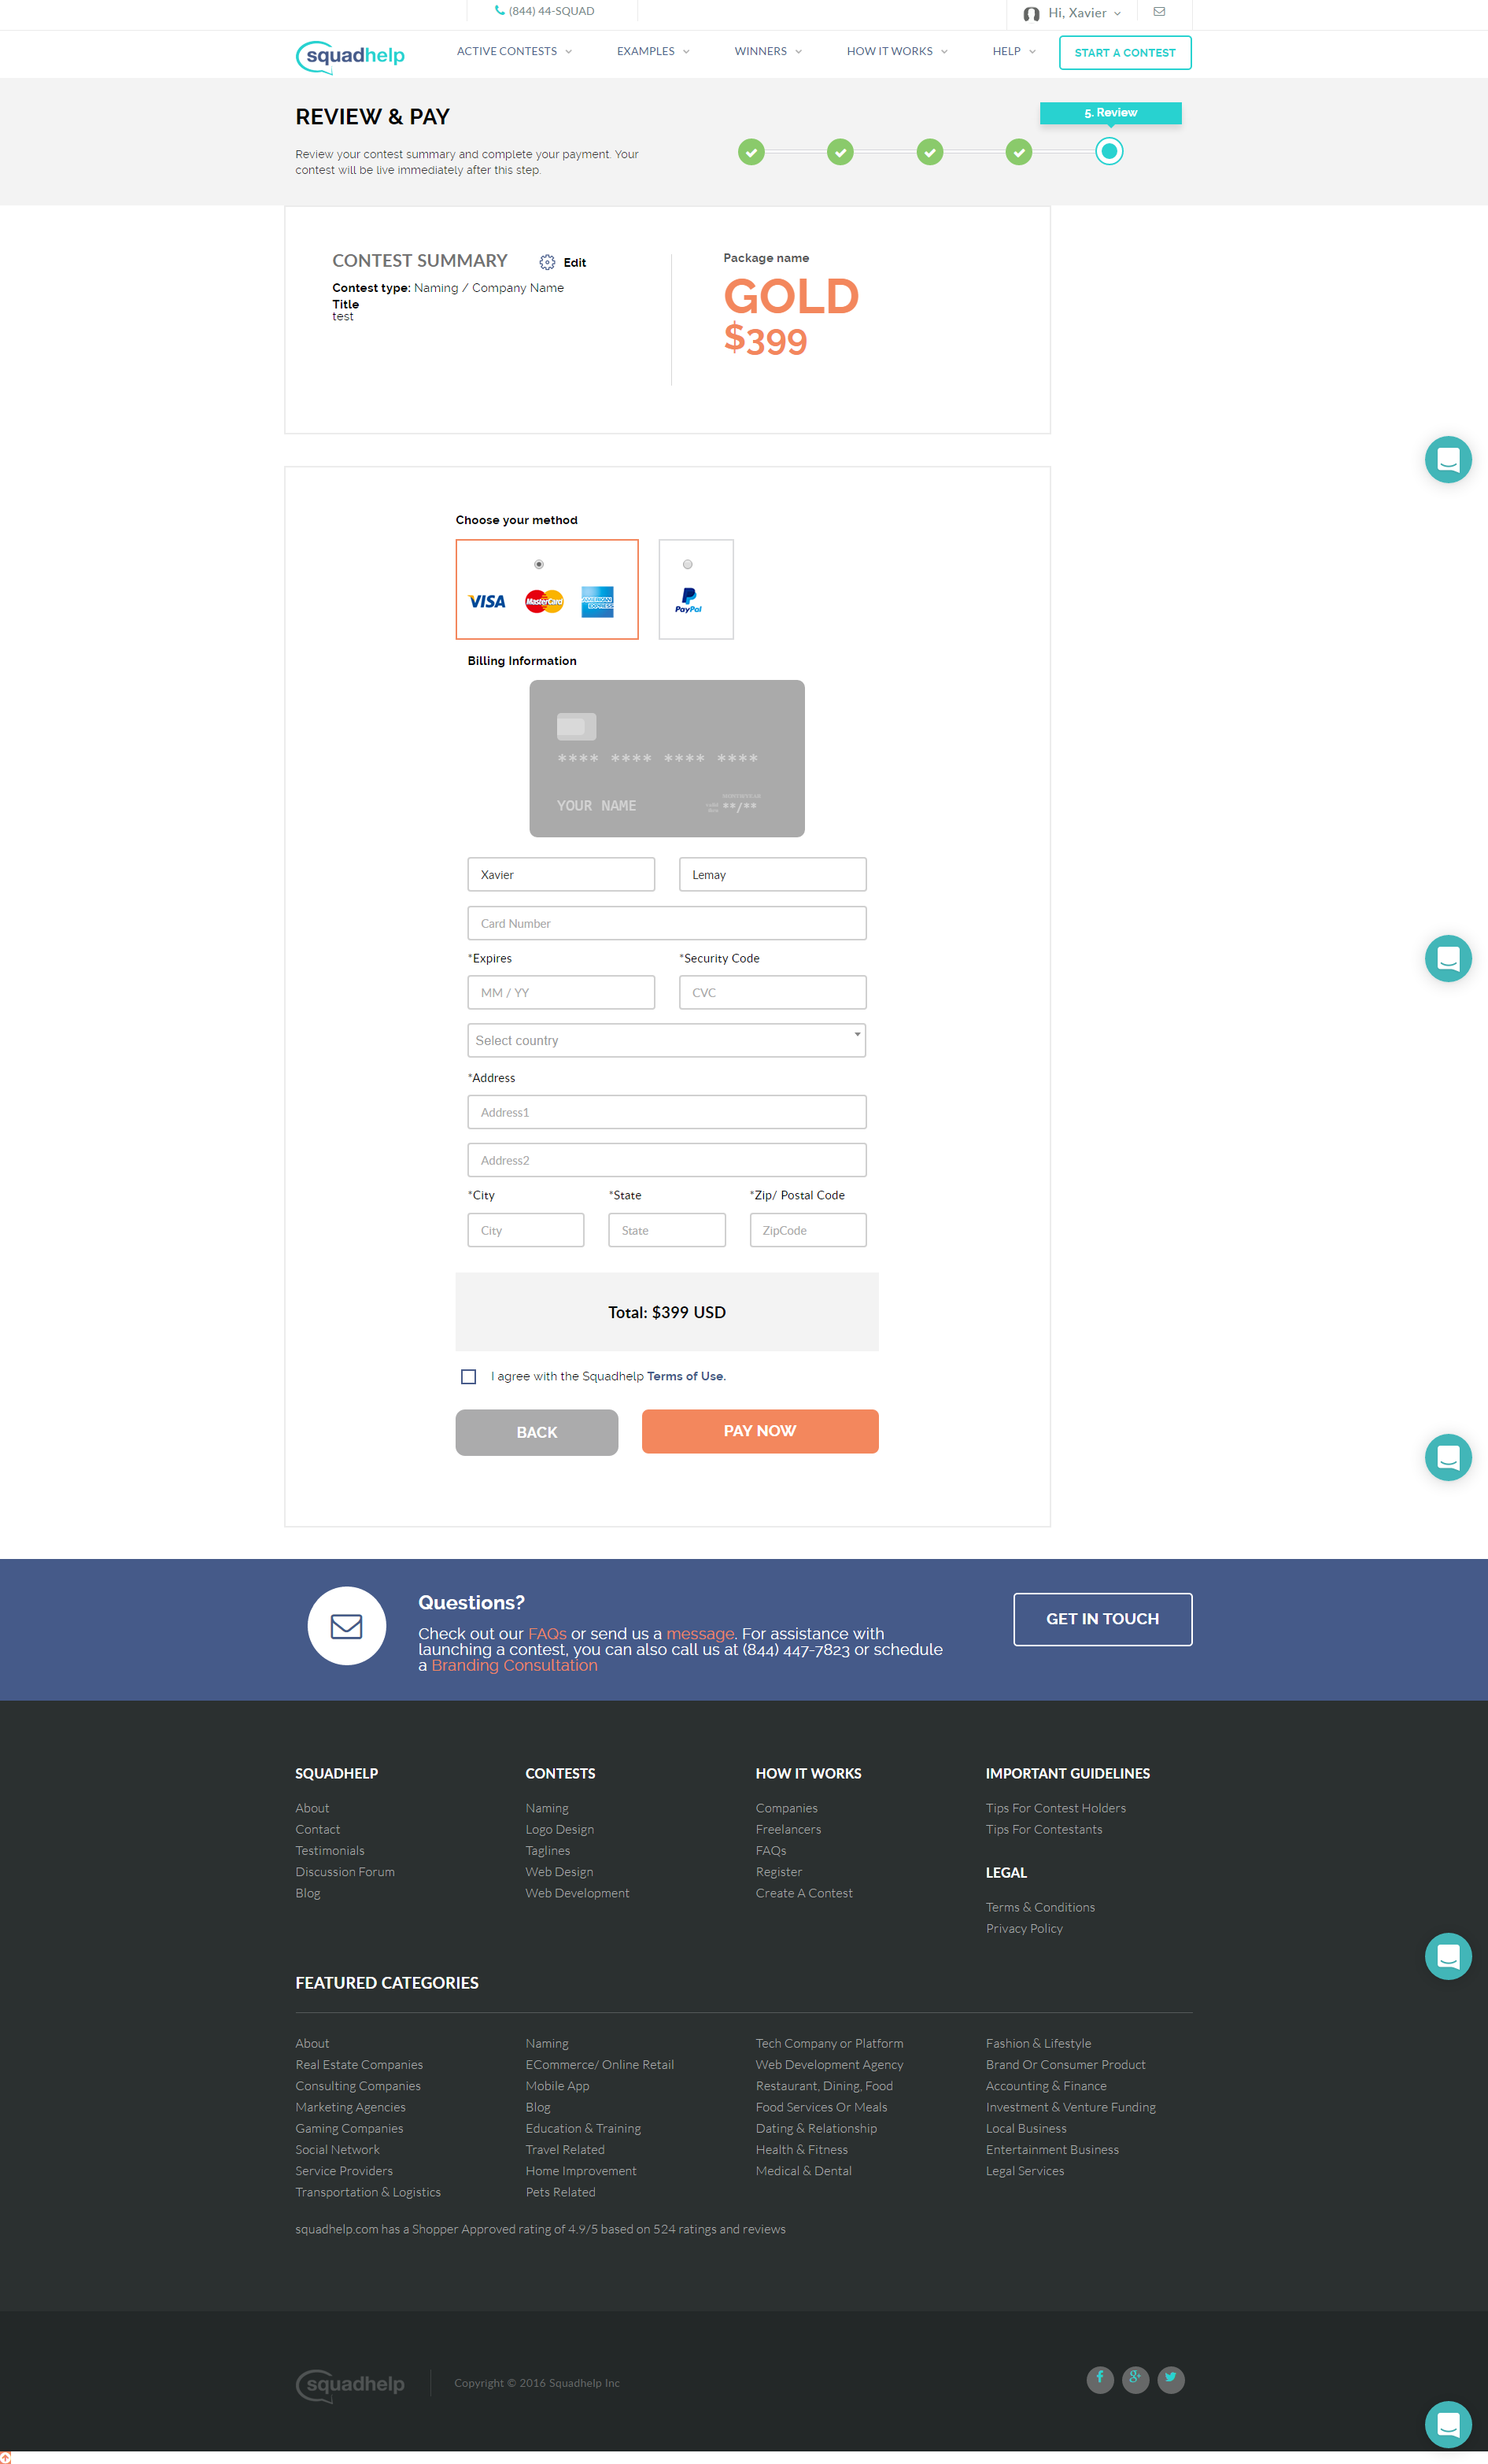 (844) 44-SQUAD
Hi, Xavier
squadhelp
ACTIVE CONTESTS
EXAMPLES
WINNERS
HOW IT WORKS
HELP
START A CONTEST
REVIEW & PAY
5. Review
Review your contest summary and complete your payment. Your
contest will be live immediately after this step.
CONTEST SUMMARY
Edit
Contest type: Naming / Company Name
Title
test
Package name
GOLD
$399
Choose your method
VISA
MasterCard
AMERICAN EXPRESS
PayPal
Billing Information
**** **** **** ****
YOUR NAME
**/**
Xavier
Lemay
Card Number
*Expires
*Security Code
MM / YY
CVC
Select country
*Address
Address1
Address2
*City
*State
*Zip/ Postal Code
City
State
ZipCode
Total: $399 USD
I agree with the Squadhelp Terms of Use.
BACK
PAY NOW
Questions?
Check out our FAQs or send us a message. For assistance with
launching a contest, you can also call us at (844) 447-7823 or schedule
a Branding Consultation
GET IN TOUCH
SQUADHELP
About
Contact
Testimonials
Discussion Forum
Blog
CONTESTS
Naming
Logo Design
Taglines
Web Design
Web Development
HOW IT WORKS
Companies
Freelancers
FAQs
Register
Create A Contest
IMPORTANT GUIDELINES
Tips For Contest Holders
Tips For Contestants
LEGAL
Terms & Conditions
Privacy Policy
FEATURED CATEGORIES
About
Real Estate Companies
Consulting Companies
Marketing Agencies
Gaming Companies
Social Network
Service Providers
Transportation & Logistics
Naming
ECommerce/ Online Retail
Mobile App
Blog
Education & Training
Travel Related
Home Improvement
Pets Related
Tech Company or Platform
Web Development Agency
Restaurant, Dining, Food
Food Services Or Meals
Dating & Relationship
Health & Fitness
Medical & Dental
Fashion & Lifestyle
Brand Or Consumer Product
Accounting & Finance
Investment & Venture Funding
Local Business
Entertainment Business
Legal Services
squadhelp.com has a Shopper Approved rating of 4.9/5 based on 524 ratings and reviews
squadhelp
Copyright © 2016 Squadhelp Inc